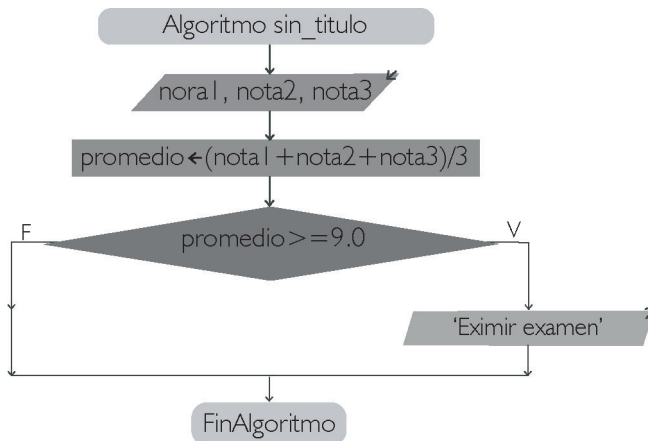 Algoritmo sin_titulo
nora1, nota2, nota3
promedio←(nota1+nota2+nota3)/3
promedio>=9.0
F
V
'Eximir examen'
FinAlgoritmo